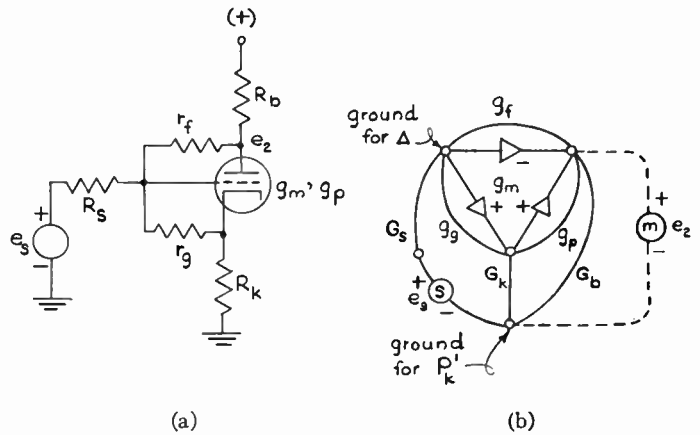 (+)
R_b
r_f
e_2
g_m, g_p
R_s
+
e_s
−
r_g
R_k
(a)
g_f
ground
for Δ
−
g_m
+ +
G_s
g_g
g_p
G_k
G_b
+
e_s
S
−
+
m
e_2
−
ground
for P'_k
(b)